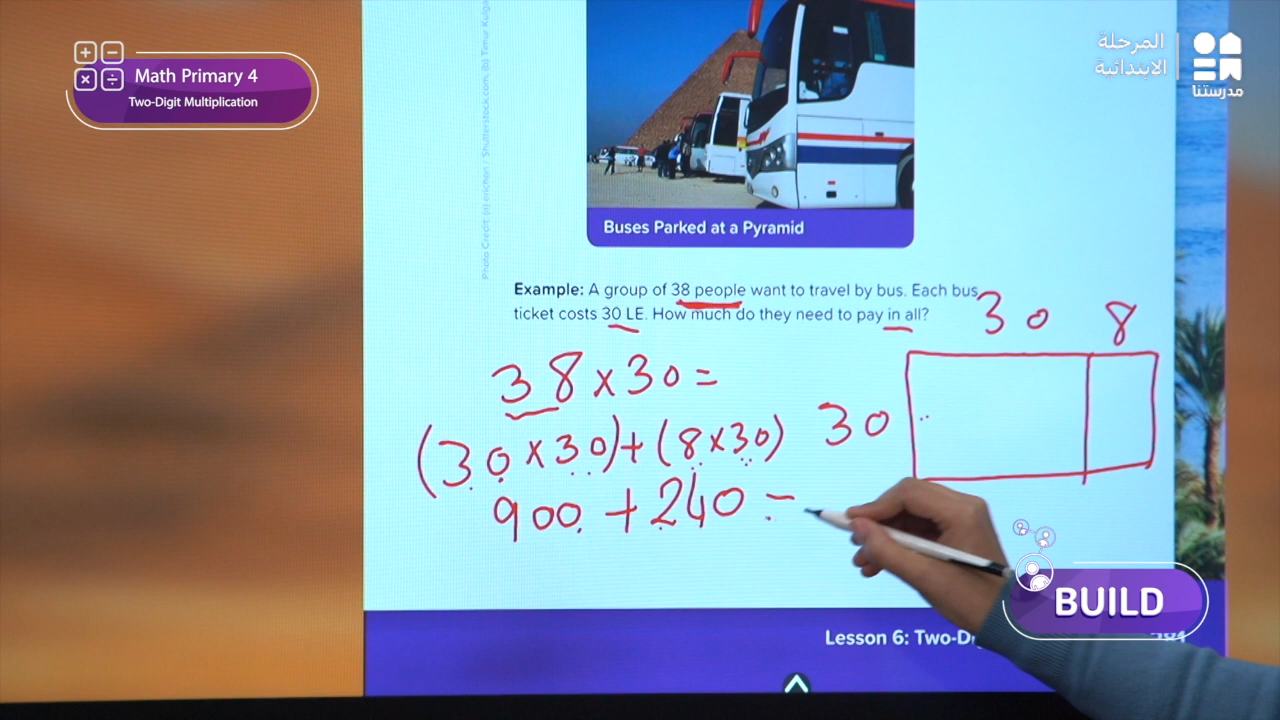 Math Primary 4
Two-Digit Multiplication
المرحلة
الابتدائية
مدرستنا
Buses Parked at a Pyramid
Example: A group of 38 people want to travel by bus. Each bus
ticket costs 30 LE. How much do they need to pay in all?
30 8
38 x 30 =
30
(30 x 30) + (8 x 30)
900 + 240 =
BUILD
Lesson 6: